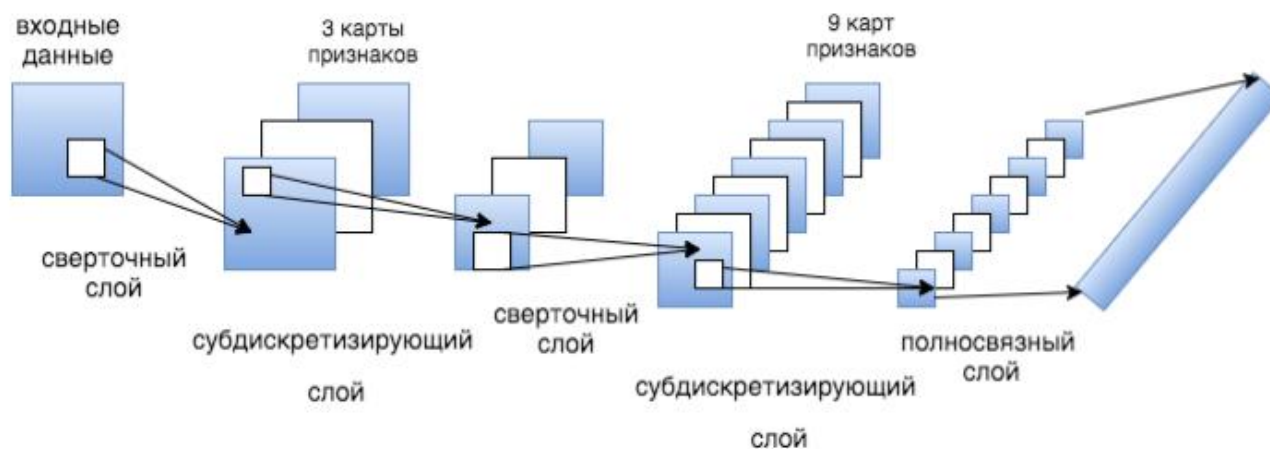 входные
данные
3 карты
признаков
9 карт
признаков
сверточный
слой
субдискретизирующий
слой
сверточный
слой
субдискретизирующий
слой
полносвязный
слой